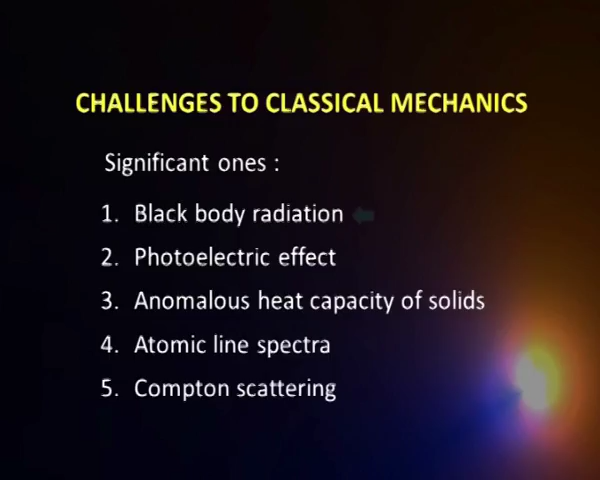 CHALLENGES TO CLASSICAL MECHANICS
Significant ones :
1. Black body radiation
2. Photoelectric effect
3. Anomalous heat capacity of solids
4. Atomic line spectra
5. Compton scattering